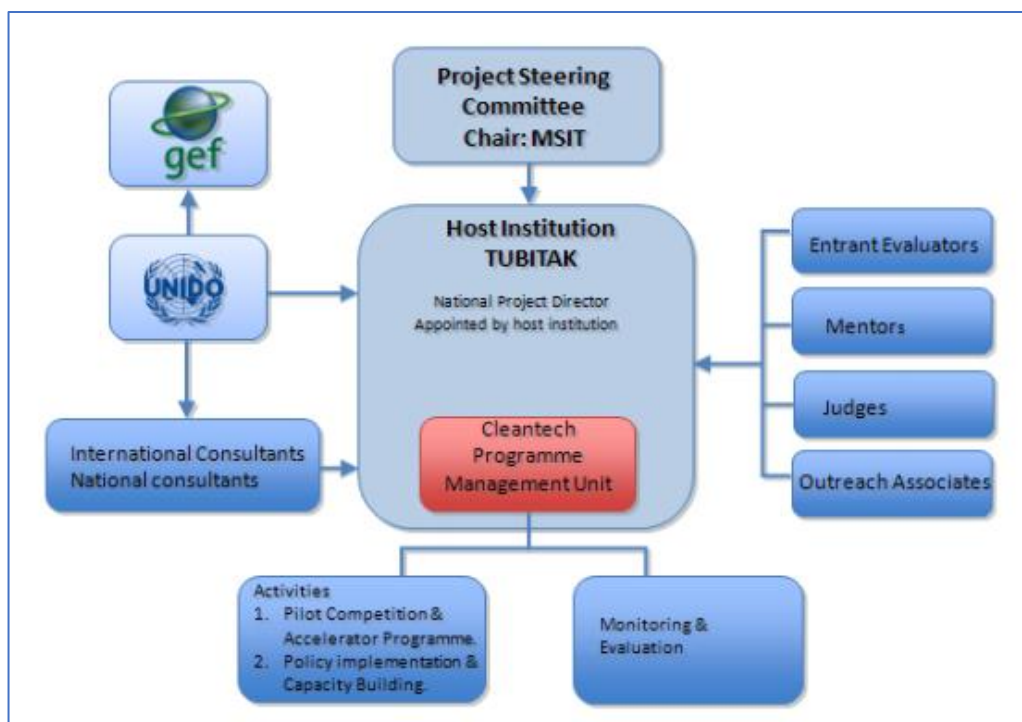 Project Steering
Committee
Chair: MSIT
gef
UNIDO
Host Institution
TUBITAK
National Project Director
Appointed by host institution
Cleantech
Programme
Management Unit
Entrant Evaluators
Mentors
Judges
Outreach Associates
International Consultants
National consultants
Activities
1. Pilot Competition &
Accelerator Programme.
2. Policy implementation &
Capacity Building.
Monitoring &
Evaluation